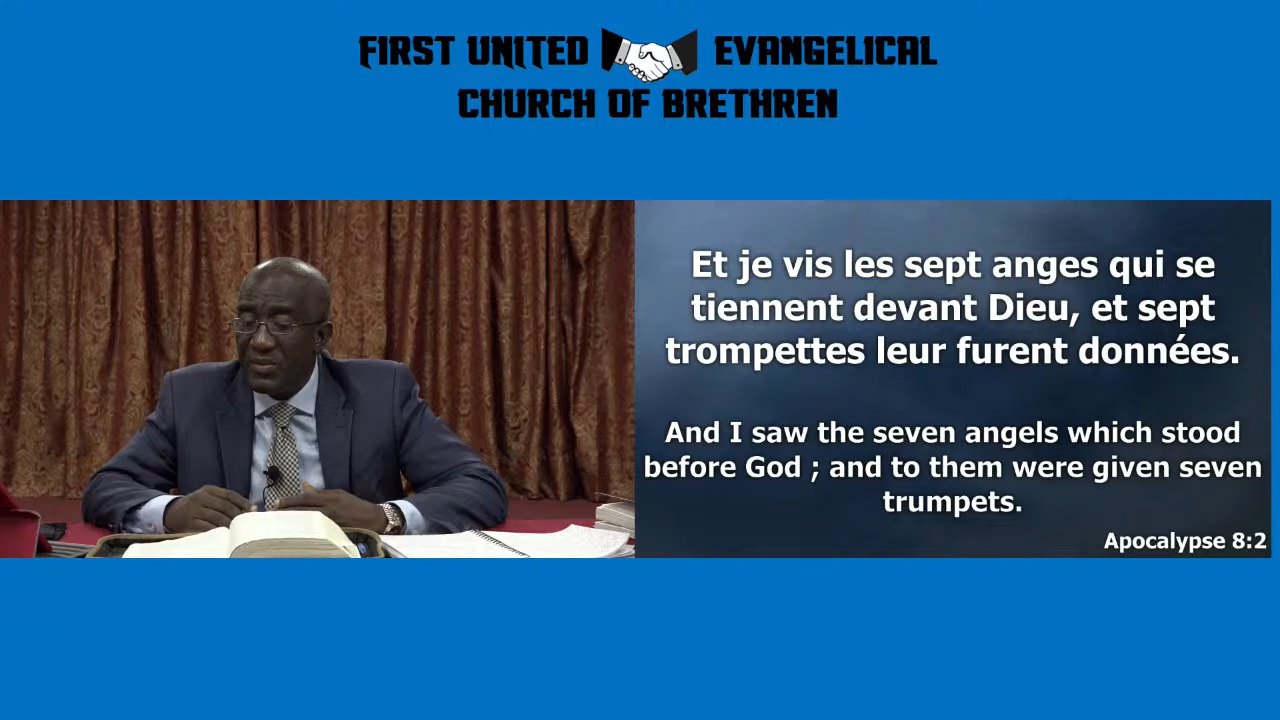 FIRST UNITED EVANGELICAL
CHURCH OF BRETHREN
Et je vis les sept anges qui se
tiennent devant Dieu, et sept
trompettes leur furent données.
And I saw the seven angels which stood
before God ; and to them were given seven
trumpets.
Apocalypse 8:2